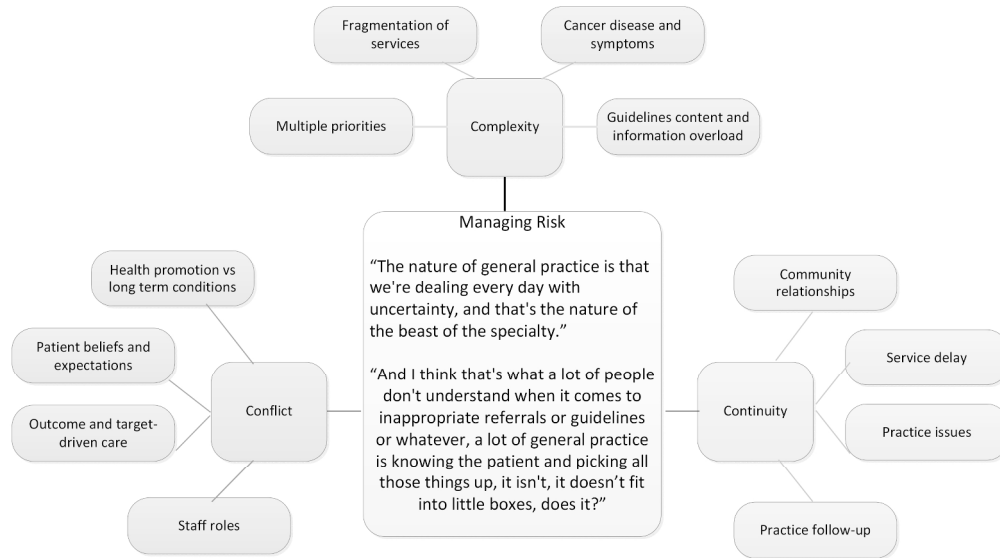 Fragmentation of
services
Cancer disease and
symptoms
Multiple priorities
Complexity
Guidelines content and
information overload
Managing Risk
“The nature of general practice is that
we're dealing every day with
uncertainty, and that's the nature of
the beast of the specialty.”
“And I think that's what a lot of people
don't understand when it comes to
inappropriate referrals or guidelines
or whatever, a lot of general practice
is knowing the patient and picking all
those things up, it isn't, it doesn’t fit
into little boxes, does it?”
Health promotion vs
long term conditions
Patient beliefs and
expectations
Outcome and target-
driven care
Conflict
Staff roles
Community
relationships
Service delay
Continuity
Practice issues
Practice follow-up